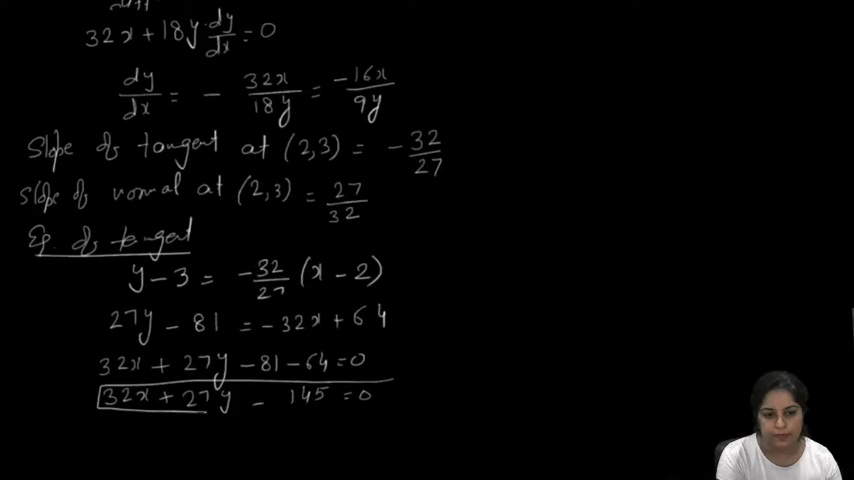 32x + 18y . dy/dx = 0
dy/dx = - 32x/18y = -16x/9y
Slope of tangent at (2,3) = - 32/27
Slope of normal at (2,3) = 27/32
Eq. of tangent
y - 3 = -32/27 (x - 2)
27y - 81 = -32x + 64
32x + 27y - 81 - 64 = 0
32x + 27y - 145 = 0